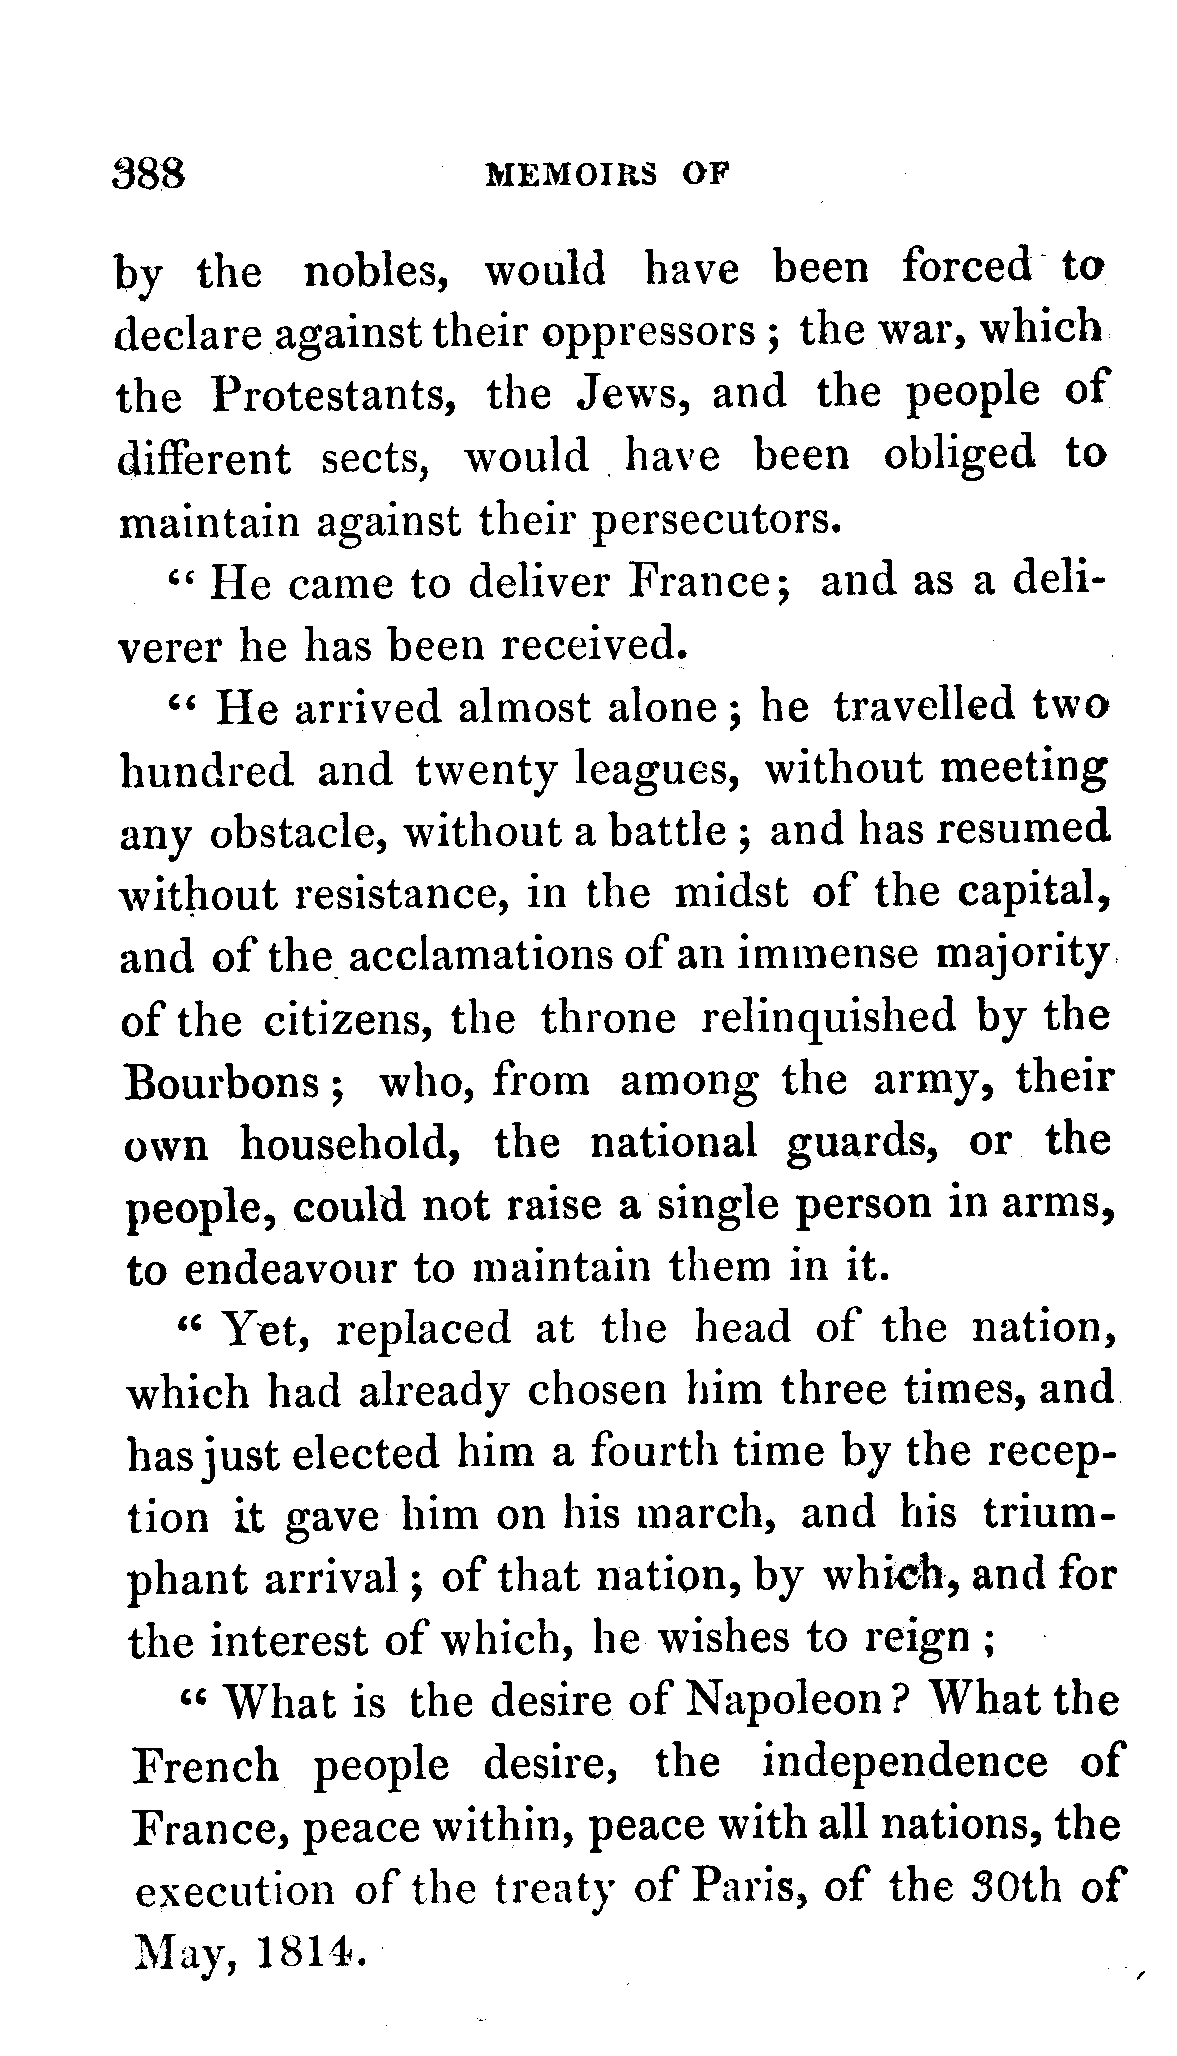 388 MEMOIRS OF
by the nobles, would have been forced to
declare against their oppressors ; the war, which
the Protestants, the Jews, and the people of
different sects, would have been obliged to
maintain against their persecutors.
“ He came to deliver France; and as a deli-
verer he has been received.
“ He arrived almost alone ; he travelled two
hundred and twenty leagues, without meeting
any obstacle, without a battle ; and has resumed
without resistance, in the midst of the capital,
and of the acclamations of an immense majority
of the citizens, the throne relinquished by the
Bourbons ; who, from among the army, their
own household, the national guards, or the
people, could not raise a single person in arms,
to endeavour to maintain them in it.
“ Yet, replaced at the head of the nation,
which had already chosen him three times, and
has just elected him a fourth time by the recep-
tion it gave him on his march, and his trium-
phant arrival ; of that nation, by which, and for
the interest of which, he wishes to reign ;
“ What is the desire of Napoleon ? What the
French people desire, the independence of
France, peace within, peace with all nations, the
execution of the treaty of Paris, of the 30th of
May, 1814.